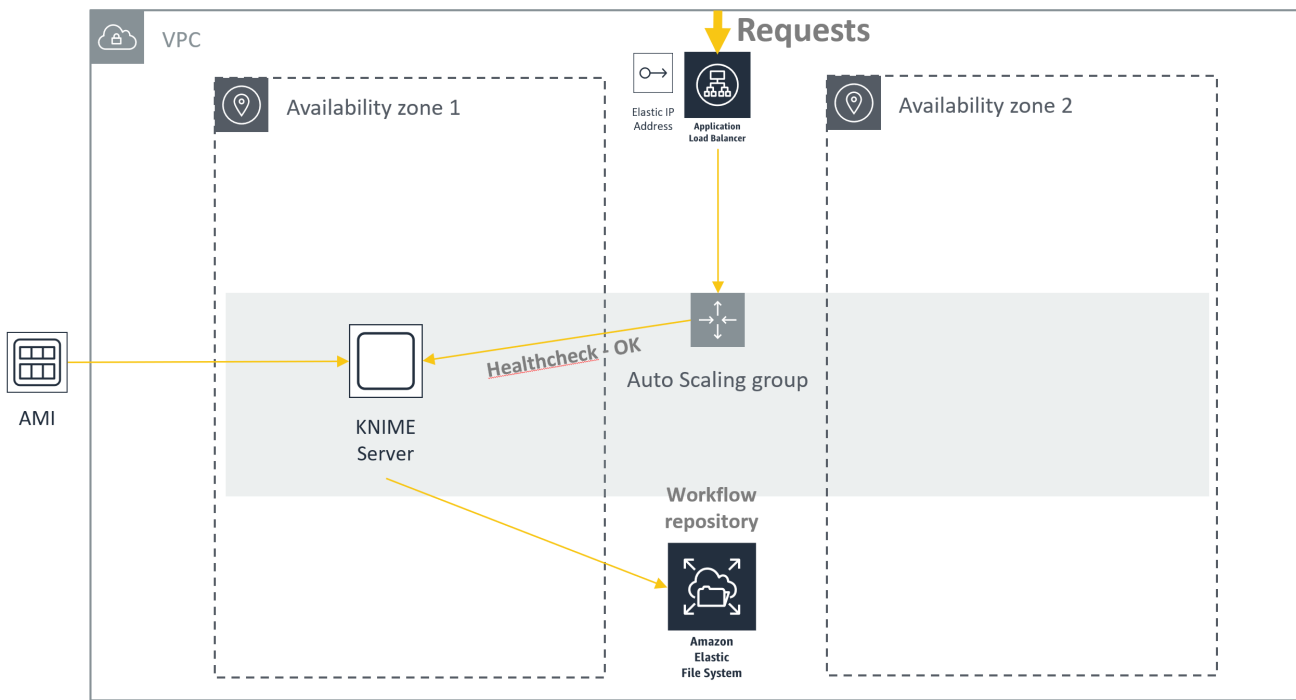 VPC
Requests
Availability zone 1
Elastic IP
Address
Application
Load Balancer
Availability zone 2
Healthcheck - OK
Auto Scaling group
AMI
KNIME
Server
Workflow
repository
Amazon
Elastic
File System